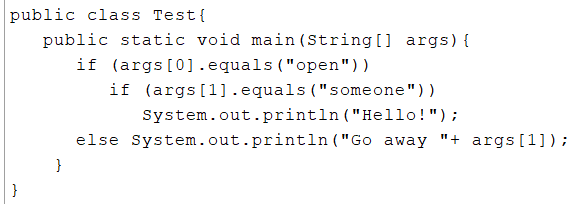 public class Test{
public static void main(String[] args){
if (args[0].equals("open"))
if (args[1].equals("someone"))
System.out.println("Hello!");
else System.out.println("Go away "+ args[1]);
}
}